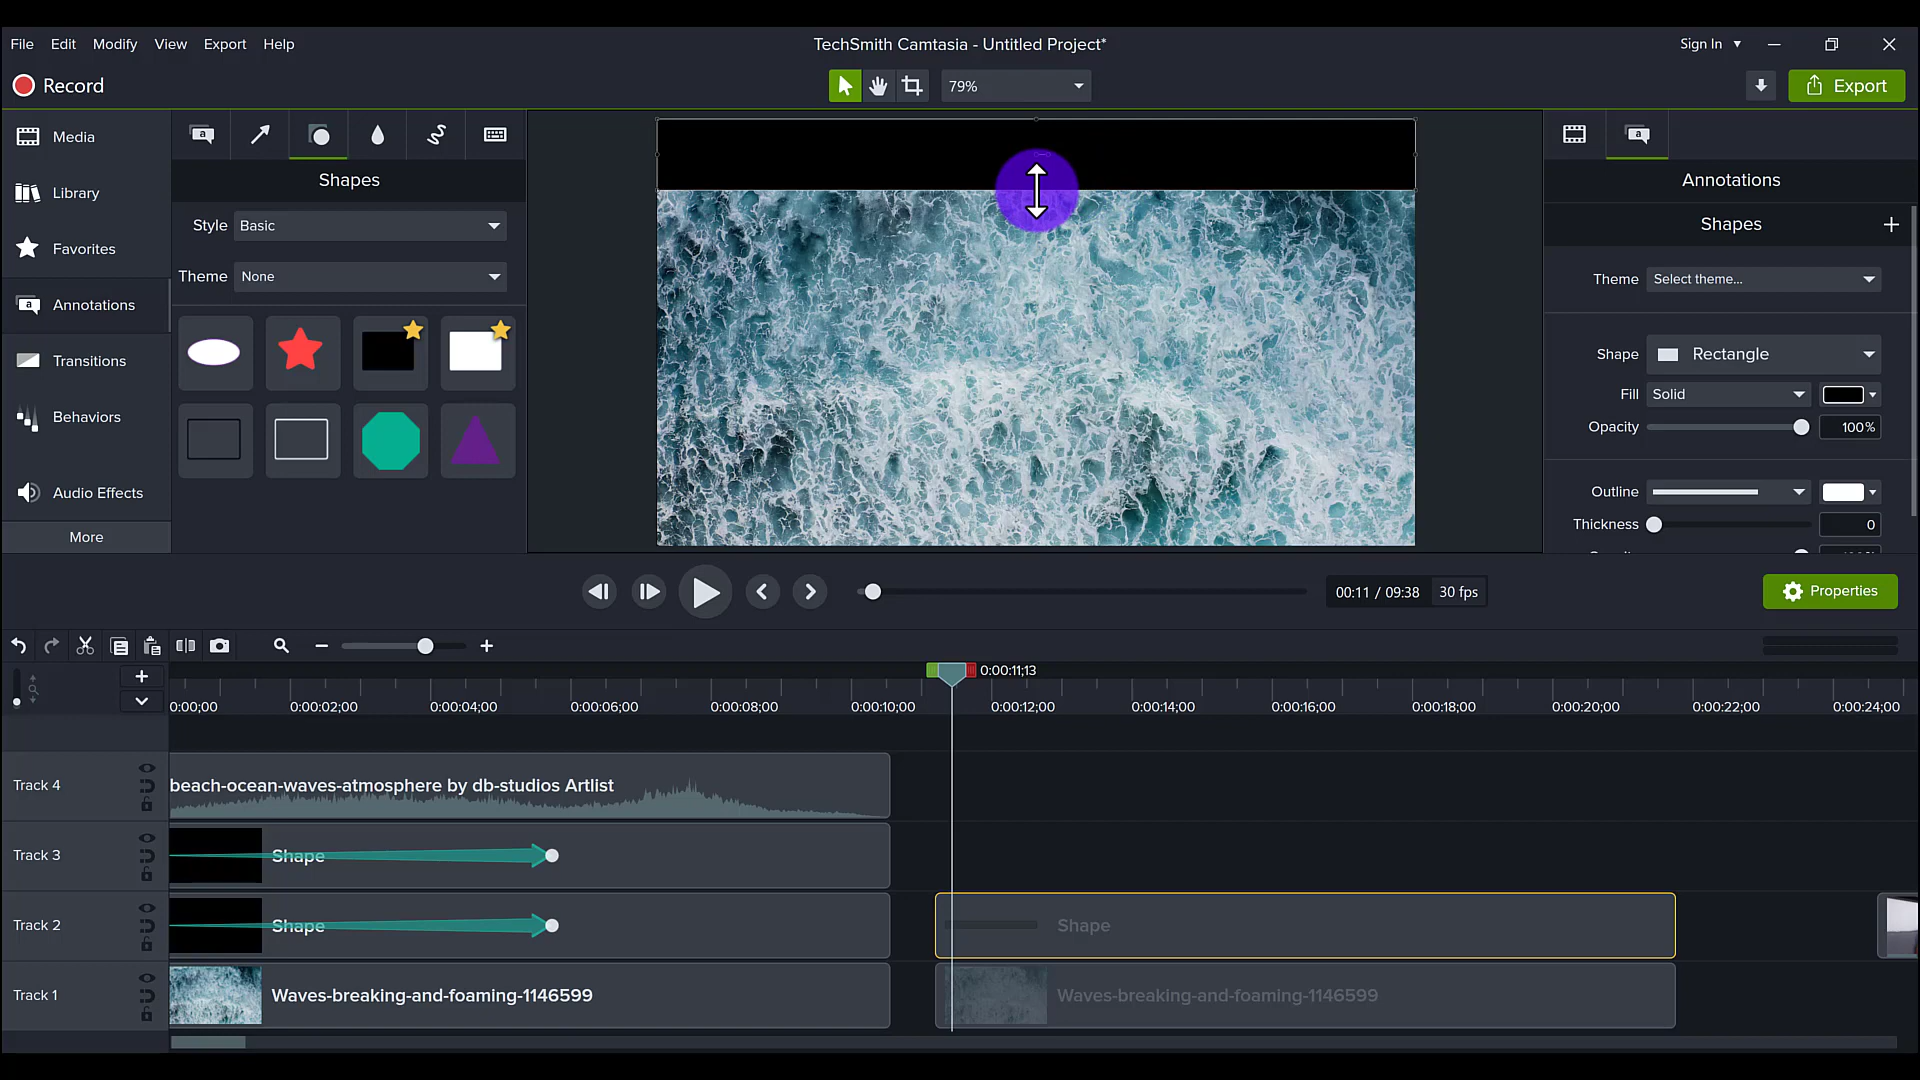 File Edit Modify View Export Help
TechSmith Camtasia - Untitled Project*
Sign In
Record
79%
Export
Media
Library
Favorites
Annotations
Transitions
Behaviors
Audio Effects
More
a
Shapes
Style Basic
Theme None
Annotations
Shapes
Theme Select theme...
Shape Rectangle
Fill Solid
Opacity 100%
Outline
Thickness 0
00:11 / 09:38 30 fps
Properties
0:00:11;13
0:00;00 0:00:02;00 0:00:04;00 0:00:06;00 0:00:08;00 0:00:10;00 0:00:12;00 0:00:14;00 0:00:16;00 0:00:18;00 0:00:20;00 0:00:22;00 0:00:24;00
Track 4 beach-ocean-waves-atmosphere by db-studios Artlist
Track 3 Shape
Track 2 Shape Shape
Track 1 Waves-breaking-and-foaming-1146599 Waves-breaking-and-foaming-1146599